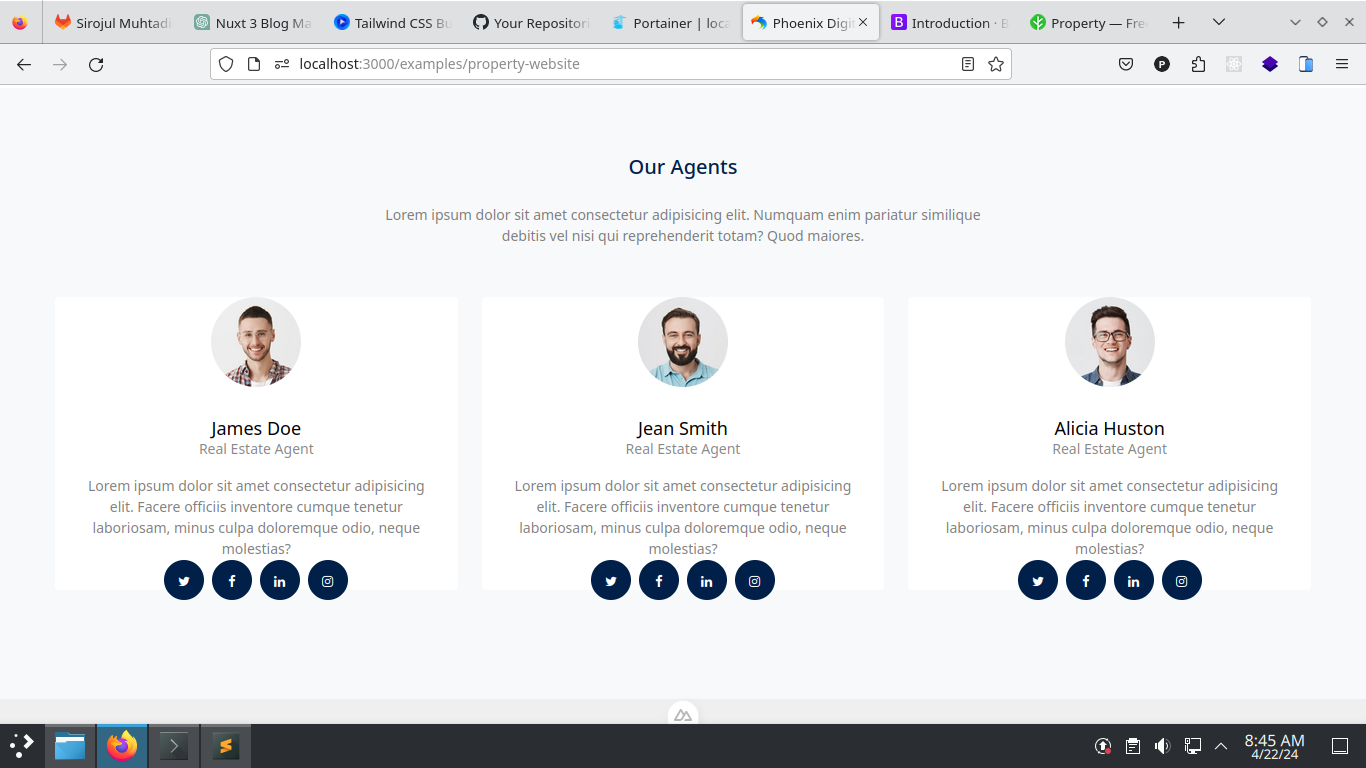 Sirojul Muhtadi
Nuxt 3 Blog Ma
Tailwind CSS Bu
Your Repositori
Portainer | loca
Phoenix Digit
B
Introduction · B
Property — Free
localhost:3000/examples/property-website
P
Our Agents
Lorem ipsum dolor sit amet consectetur adipisicing elit. Numquam enim pariatur similique
debitis vel nisi qui reprehenderit totam? Quod maiores.
James Doe
Real Estate Agent
Lorem ipsum dolor sit amet consectetur adipisicing
elit. Facere officiis inventore cumque tenetur
laboriosam, minus culpa doloremque odio, neque
molestias?
Jean Smith
Real Estate Agent
Lorem ipsum dolor sit amet consectetur adipisicing
elit. Facere officiis inventore cumque tenetur
laboriosam, minus culpa doloremque odio, neque
molestias?
Alicia Huston
Real Estate Agent
Lorem ipsum dolor sit amet consectetur adipisicing
elit. Facere officiis inventore cumque tenetur
laboriosam, minus culpa doloremque odio, neque
molestias?
8:45 AM
4/22/24